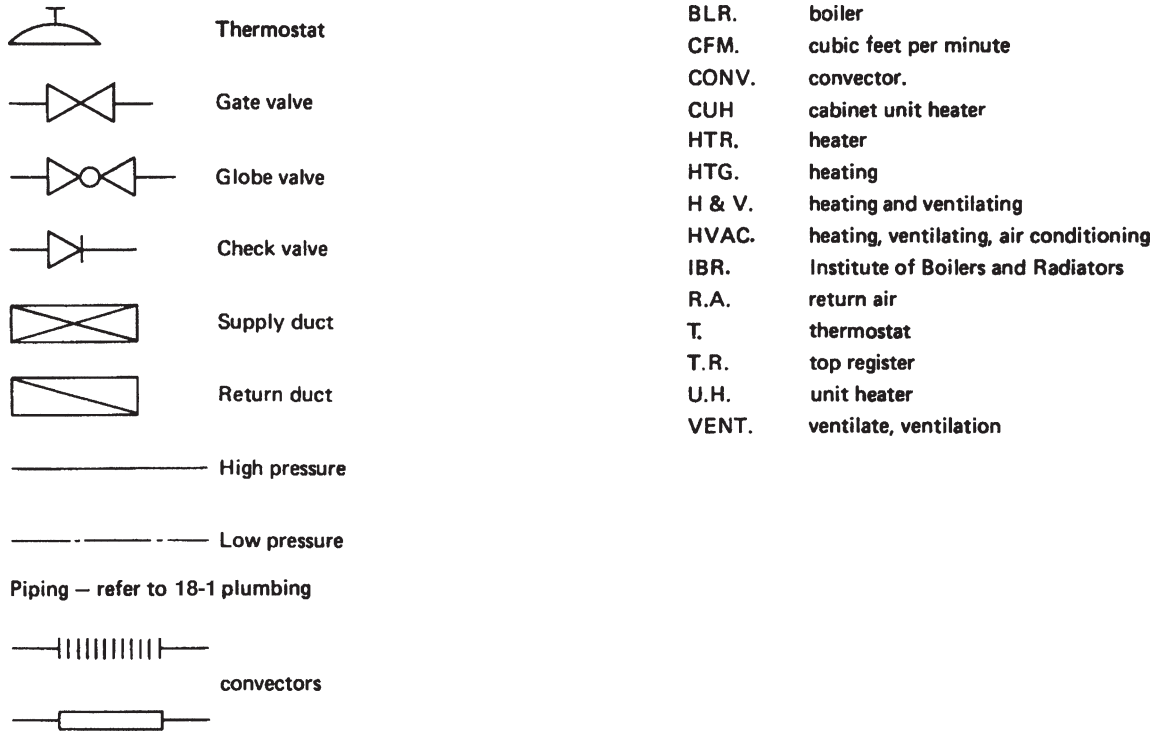 Thermostat
Gate valve
Globe valve
Check valve
Supply duct
Return duct
High pressure
Low pressure
Piping – refer to 18-1 plumbing
convectors
BLR. boiler
CFM. cubic feet per minute
CONV. convector.
CUH cabinet unit heater
HTR. heater
HTG. heating
H & V. heating and ventilating
HVAC. heating, ventilating, air conditioning
IBR. Institute of Boilers and Radiators
R.A. return air
T. thermostat
T.R. top register
U.H. unit heater
VENT. ventilate, ventilation